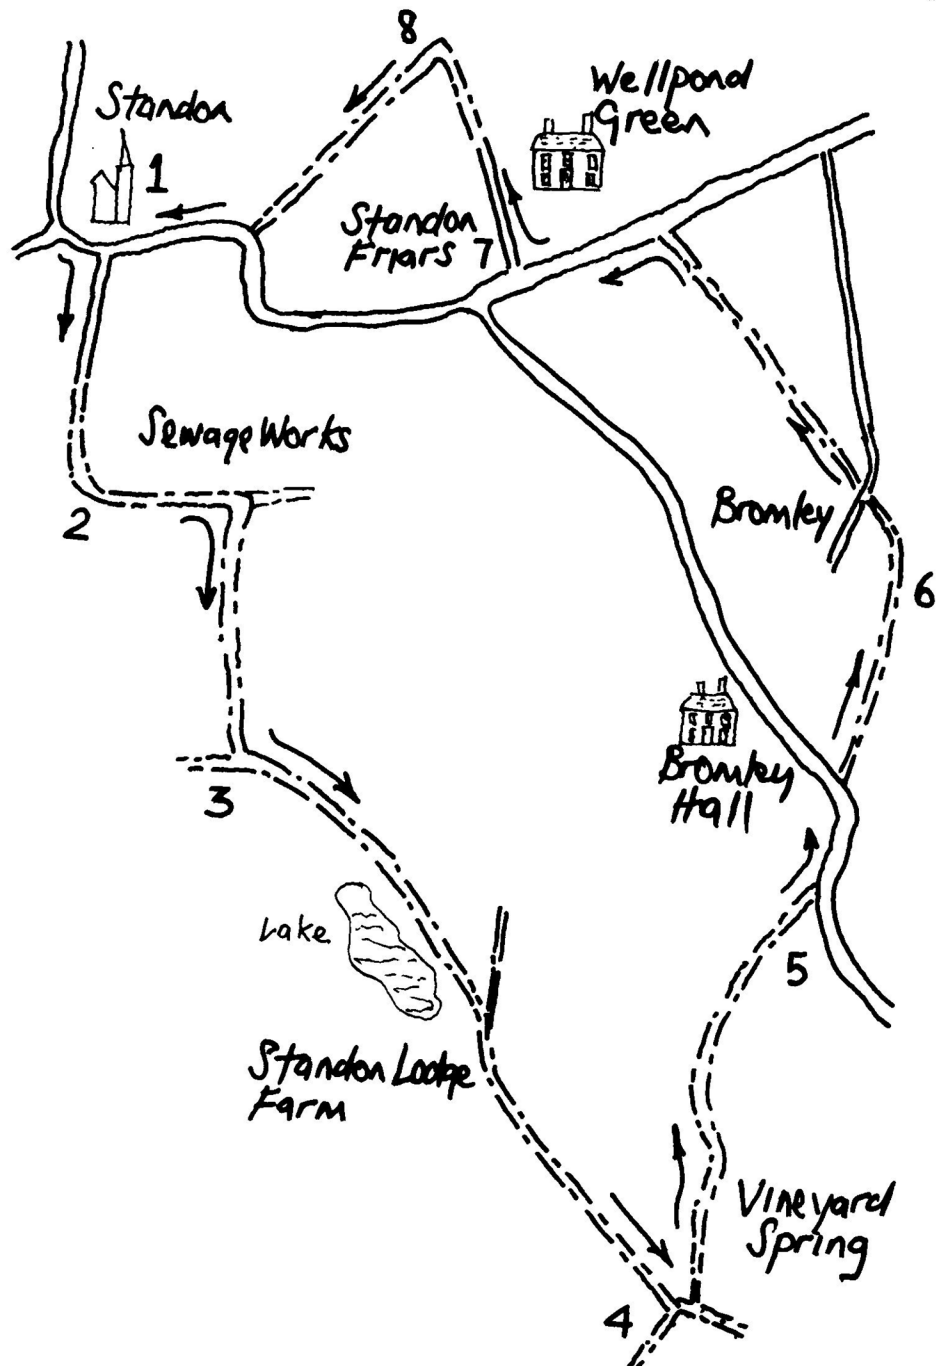 8
Wellpond
Green
Standon
1
Standon
Friars 7
Sewage Works
2
Bromley
6
3
Bromley
Hall
Lake
5
Standon Lodge
Farm
Vineyard
Spring
4